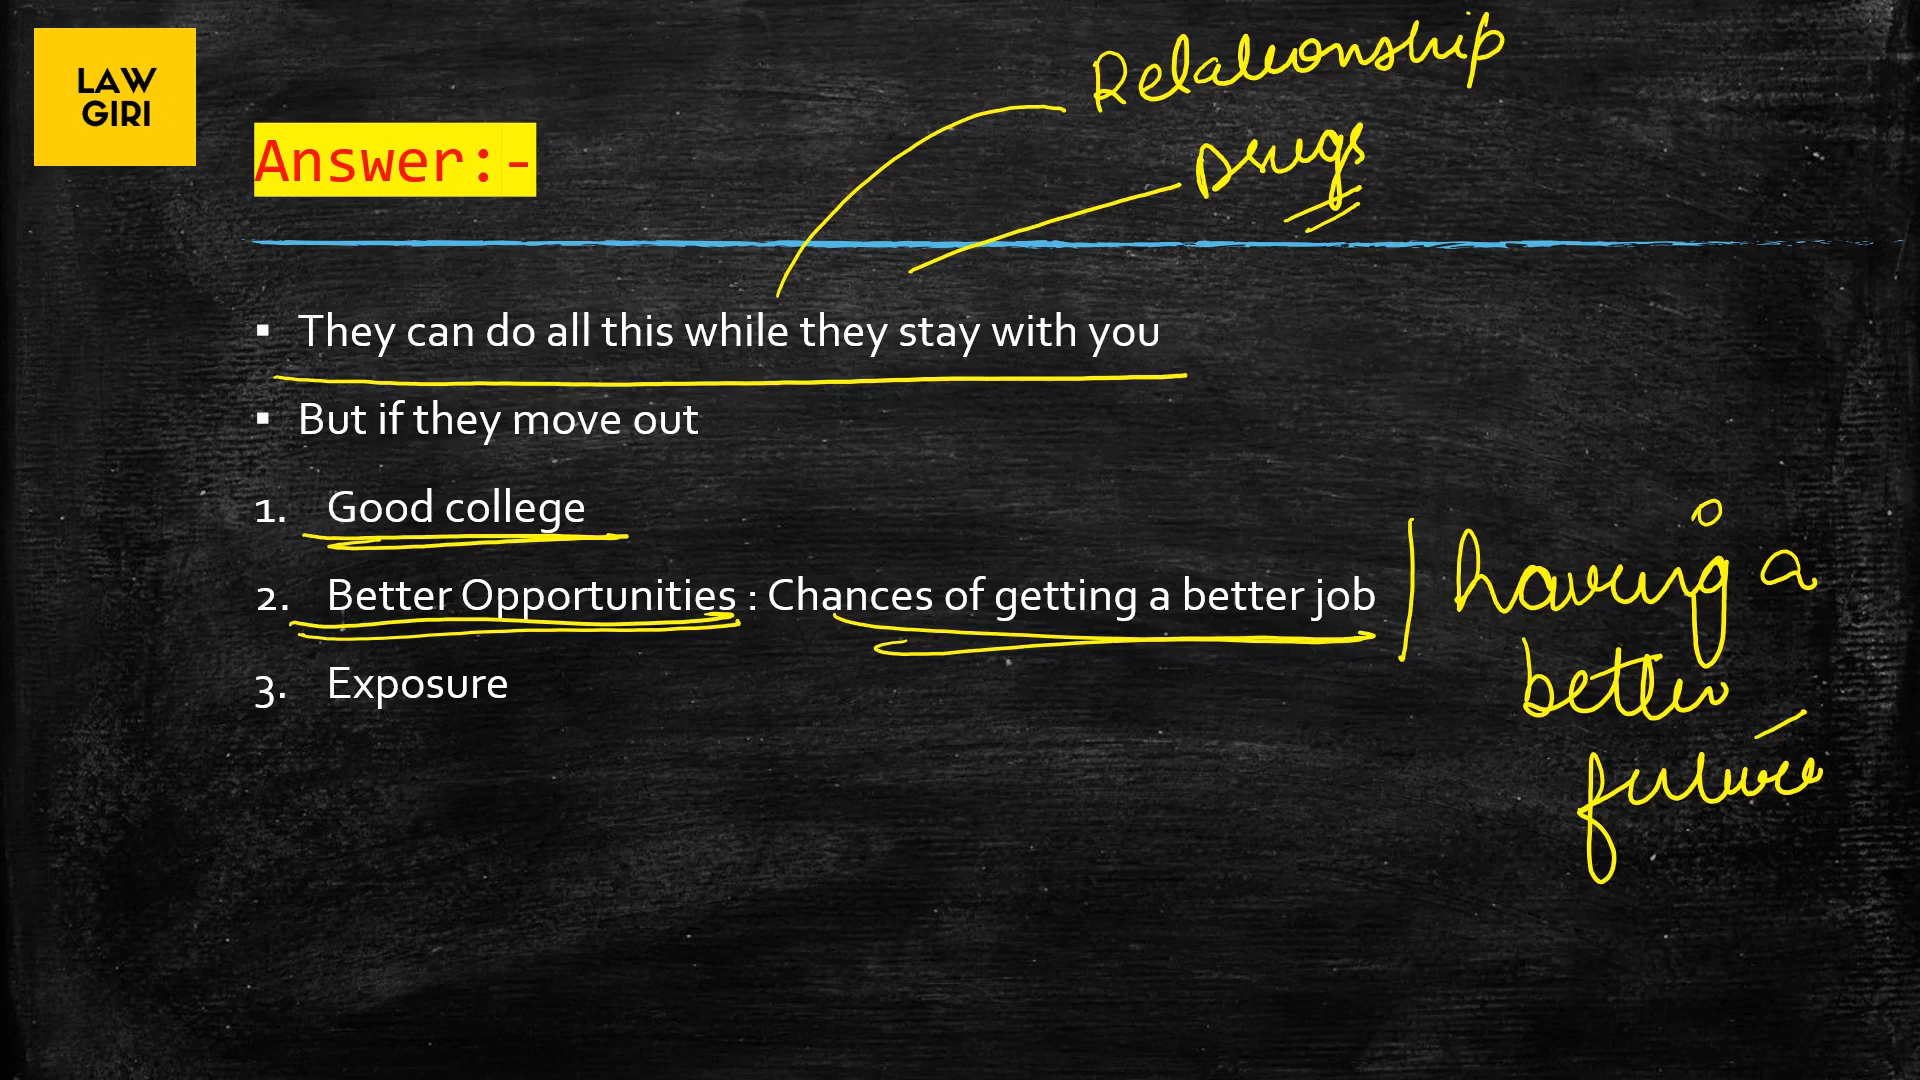 LAW
GIRI
Relationship
Drugs
Answer:-
▪ They can do all this while they stay with you
▪ But if they move out
1. Good college
2. Better Opportunities : Chances of getting a better job
having a
better
future
3. Exposure